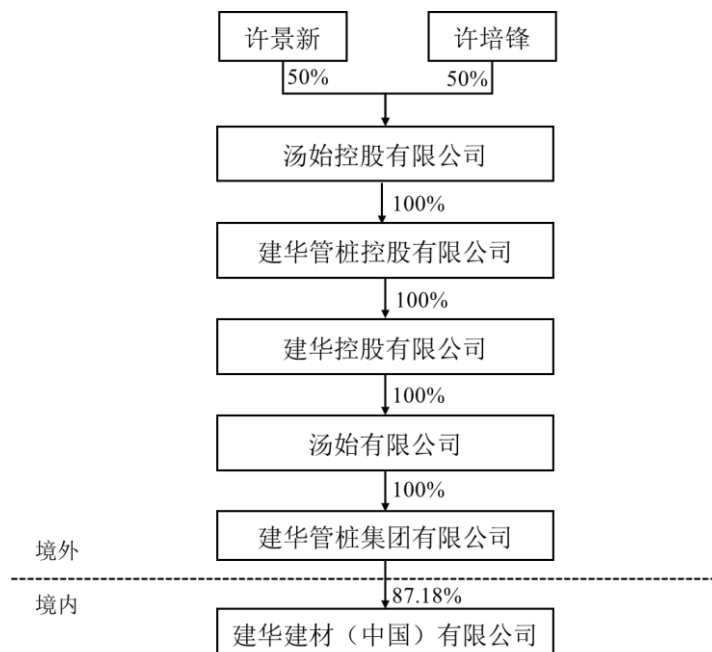 许景新 许培锋
50% 50%
汤始控股有限公司
100%
建华管桩控股有限公司
100%
建华控股有限公司
100%
汤始有限公司
100%
建华管桩集团有限公司
境外
87.18%
境内
建华建材（中国）有限公司